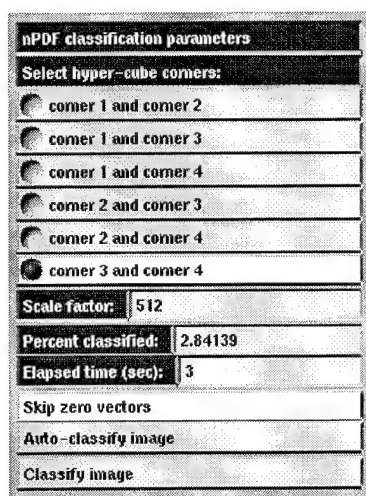 nPDF classification parameters
Select hyper-cube corners:
corner 1 and corner 2
corner 1 and corner 3
corner 1 and corner 4
corner 2 and corner 3
corner 2 and corner 4
corner 3 and corner 4
Scale factor: 512
Percent classified: 2.84139
Elapsed time (sec): 3
Skip zero vectors
Auto-classify image
Classify image